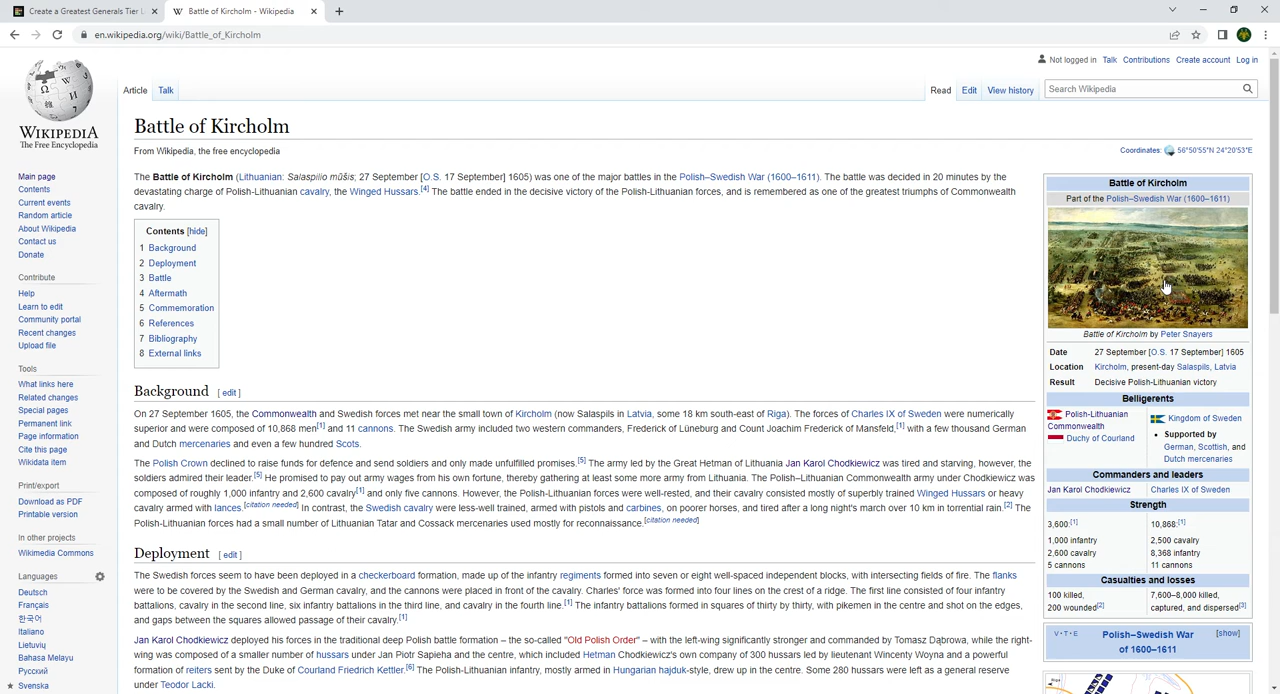 Create a Greatest Generals Tier L
Battle of Kircholm - Wikipedia
en.wikipedia.org/wiki/Battle_of_Kircholm
Not logged in Talk Contributions Create account Log in
Article Talk
Read Edit View history
Search Wikipedia
WIKIPEDIA
The Free Encyclopedia
Main page
Contents
Current events
Random article
About Wikipedia
Contact us
Donate
Contribute
Help
Learn to edit
Community portal
Recent changes
Upload file
Tools
What links here
Related changes
Special pages
Permanent link
Page information
Cite this page
Wikidata item
Print/export
Download as PDF
Printable version
In other projects
Wikimedia Commons
Languages
Deutsch
Français
한국어
Italiano
Lietuvių
Bahasa Melayu
Русский
Svenska
Battle of Kircholm
From Wikipedia, the free encyclopedia
Coordinates: 56°50′55″N 24°20′53″E
The Battle of Kircholm (Lithuanian: Salaspilio mūšis; 27 September [O.S. 17 September] 1605) was one of the major battles in the Polish–Swedish War (1600–1611). The battle was decided in 20 minutes by the
devastating charge of Polish-Lithuanian cavalry, the Winged Hussars.[4] The battle ended in the decisive victory of the Polish-Lithuanian forces, and is remembered as one of the greatest triumphs of Commonwealth
cavalry.
Contents [hide]
1 Background
2 Deployment
3 Battle
4 Aftermath
5 Commemoration
6 References
7 Bibliography
8 External links
Background [ edit ]
On 27 September 1605, the Commonwealth and Swedish forces met near the small town of Kircholm (now Salaspils in Latvia, some 18 km south-east of Riga). The forces of Charles IX of Sweden were numerically
superior and were composed of 10,868 men[1] and 11 cannons. The Swedish army included two western commanders, Frederick of Lüneburg and Count Joachim Frederick of Mansfeld,[1] with a few thousand German
and Dutch mercenaries and even a few hundred Scots.
The Polish Crown declined to raise funds for defence and send soldiers and only made unfulfilled promises.[5] The army led by the Great Hetman of Lithuania Jan Karol Chodkiewicz was tired and starving, however, the
soldiers admired their leader.[5] He promised to pay out army wages from his own fortune, thereby gathering at least some more army from Lithuania. The Polish–Lithuanian Commonwealth army under Chodkiewicz was
composed of roughly 1,000 infantry and 2,600 cavalry[1] and only five cannons. However, the Polish-Lithuanian forces were well-rested, and their cavalry consisted mostly of superbly trained Winged Hussars or heavy
cavalry armed with lances.[citation needed] In contrast, the Swedish cavalry were less-well trained, armed with pistols and carbines, on poorer horses, and tired after a long night's march over 10 km in torrential rain.[2] The
Polish-Lithuanian forces had a small number of Lithuanian Tatar and Cossack mercenaries used mostly for reconnaissance.[citation needed]
Deployment [ edit ]
The Swedish forces seem to have been deployed in a checkerboard formation, made up of the infantry regiments formed into seven or eight well-spaced independent blocks, with intersecting fields of fire. The flanks
were to be covered by the Swedish and German cavalry, and the cannons were placed in front of the cavalry. Charles' force was formed into four lines on the crest of a ridge. The first line consisted of four infantry
battalions, cavalry in the second line, six infantry battalions in the third line, and cavalry in the fourth line.[1] The infantry battalions formed in squares of thirty by thirty, with pikemen in the centre and shot on the edges,
and gaps between the squares allowed passage of their cavalry.[1]
Jan Karol Chodkiewicz deployed his forces in the traditional deep Polish battle formation – the so-called "Old Polish Order" – with the left-wing significantly stronger and commanded by Tomasz Dąbrowa, while the right-
wing was composed of a smaller number of hussars under Jan Piotr Sapieha and the centre, which included Hetman Chodkiewicz's own company of 300 hussars led by lieutenant Wincenty Woyna and a powerful
formation of reiters sent by the Duke of Courland Friedrich Kettler.[6] The Polish-Lithuanian infantry, mostly armed in Hungarian hajduk-style, drew up in the centre. Some 280 hussars were left as a general reserve
under Teodor Lacki.
Battle of Kircholm
Part of the Polish–Swedish War (1600–1611)
Battle of Kircholm by Peter Snayers
Date 27 September [O.S. 17 September] 1605
Location Kircholm, present-day Salaspils, Latvia
Result Decisive Polish-Lithuanian victory
Belligerents
Polish-Lithuanian
Commonwealth
Duchy of Courland
Kingdom of Sweden
• Supported by
German, Scottish, and
Dutch mercenaries
Commanders and leaders
Jan Karol Chodkiewicz Charles IX of Sweden
Strength
3,600:[1] 10,868:[1]
1,000 infantry 2,500 cavalry
2,600 cavalry 8,368 infantry
5 cannons 11 cannons
Casualties and losses
100 killed, 7,600–8,000 killed,
200 wounded[2] captured, and dispersed[3]
V·T·E Polish–Swedish War [show]
of 1600–1611